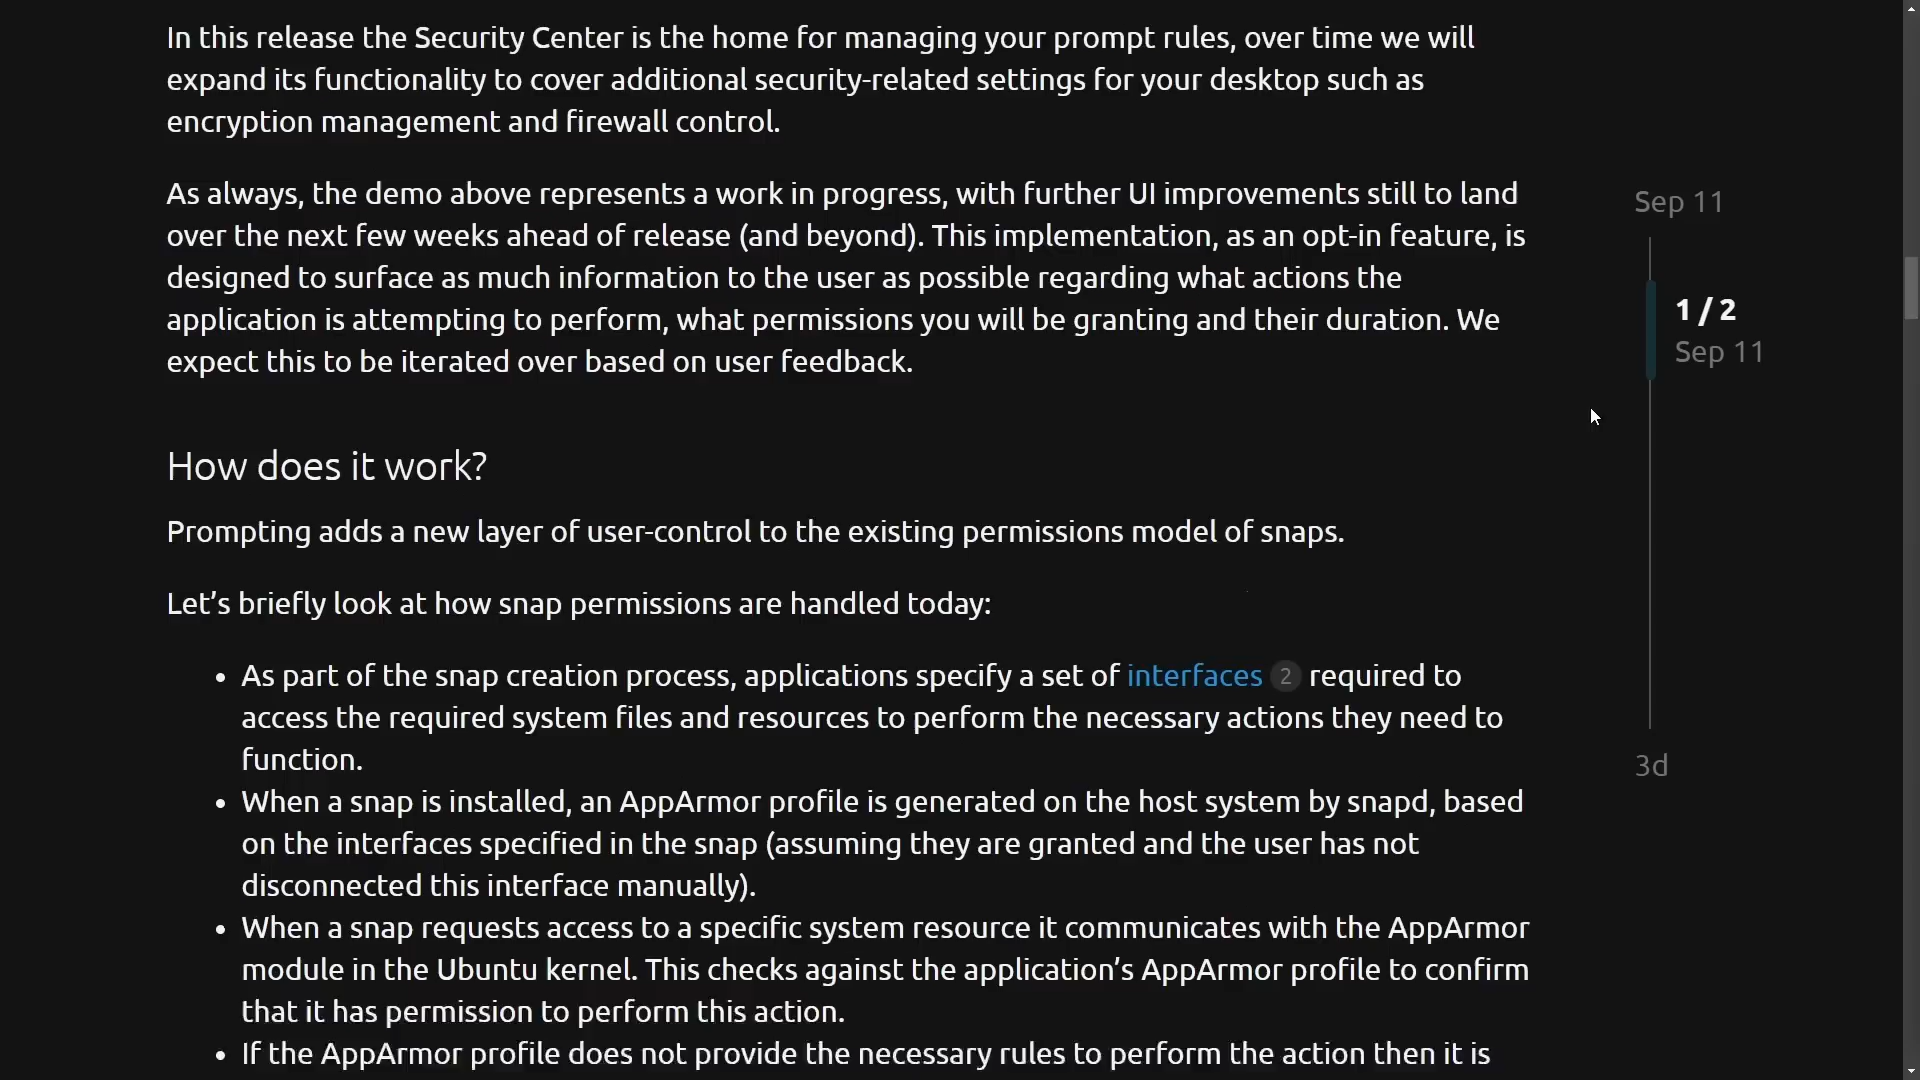 In this release the Security Center is the home for managing your prompt rules, over time we will
expand its functionality to cover additional security-related settings for your desktop such as
encryption management and firewall control.
As always, the demo above represents a work in progress, with further UI improvements still to land
over the next few weeks ahead of release (and beyond). This implementation, as an opt-in feature, is
designed to surface as much information to the user as possible regarding what actions the
application is attempting to perform, what permissions you will be granting and their duration. We
expect this to be iterated over based on user feedback.
How does it work?
Prompting adds a new layer of user-control to the existing permissions model of snaps.
Let’s briefly look at how snap permissions are handled today:
• As part of the snap creation process, applications specify a set of interfaces 2 required to
access the required system files and resources to perform the necessary actions they need to
function.
• When a snap is installed, an AppArmor profile is generated on the host system by snapd, based
on the interfaces specified in the snap (assuming they are granted and the user has not
disconnected this interface manually).
• When a snap requests access to a specific system resource it communicates with the AppArmor
module in the Ubuntu kernel. This checks against the application’s AppArmor profile to confirm
that it has permission to perform this action.
• If the AppArmor profile does not provide the necessary rules to perform the action then it is
Sep 11
1 / 2
Sep 11
3d